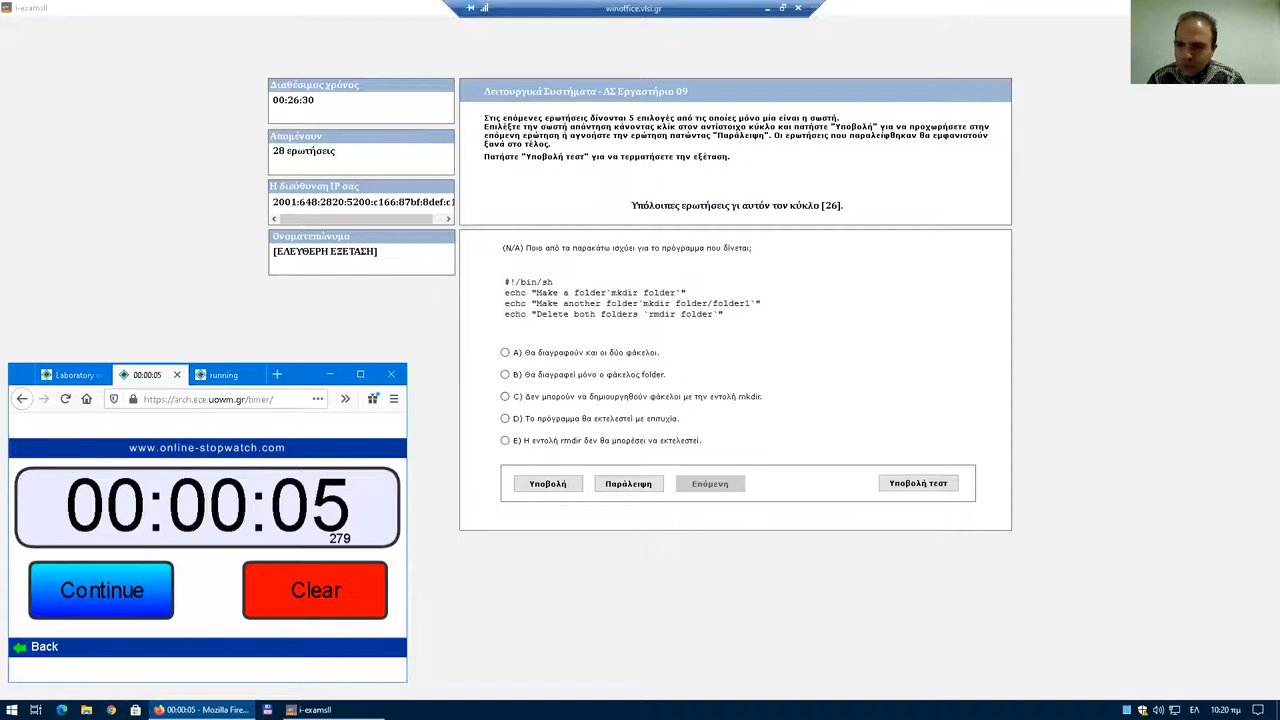 i-examsll
winoffice.vlsi.gr
Διαθέσιμος χρόνος
00:26:30
Απομένουν
28 ερωτήσεις
Η διεύθυνση IP σας
2001:648:2820:5200:c166:87bf:8def:c1
Ονοματεπώνυμο
[ΕΛΕΥΘΕΡΗ ΕΞΕΤΑΣΗ]
Λειτουργικά Συστήματα - ΛΣ Εργαστήριο 09
Στις επόμενες ερωτήσεις δίνονται 5 επιλογές από τις οποίες μόνο μία είναι η σωστή.
Επιλέξτε την σωστή απάντηση κάνοντας κλίκ στον αντίστοιχο κύκλο και πατήστε "Υποβολή" για να προχωρήσετε στην
επόμενη ερώτηση ή αγνοήστε την ερώτηση πατώντας "Παράλειψη". Οι ερωτήσεις που παραλείφθηκαν θα εμφανιστούν
ξανά στο τέλος.
Πατήστε "Υποβολή τεστ" για να τερματήσετε την εξέταση.
Υπόλοιπες ερωτήσεις γι αυτόν τον κύκλο [26].
(N/A) Ποιο από τα παρακάτω ισχύει για το πρόγραμμα που δίνεται;
#!/bin/sh
echo "Make a folder`mkdir folder`"
echo "Make another folder`mkdir folder/folder1`"
echo "Delete both folders `rmdir folder`"
A) Θα διαγραφούν και οι δύο φάκελοι.
B) Θα διαγραφεί μόνο ο φάκελος folder.
C) Δεν μπορούν να δημιουργηθούν φάκελοι με την εντολή mkdir.
D) Το πρόγραμμα θα εκτελεστεί με επιτυχία.
E) Η εντολή rmdir δεν θα μπορέσει να εκτελεστεί.
Υποβολή
Παράλειψη
Επόμενη
Υποβολή τεστ
Laboratory o
00:00:05
running
https://arch.ece.uowm.gr/timer/
www.online-stopwatch.com
00:00:05
279
Continue
Clear
Back
00:00:05 - Mozilla Fire...
i-examsll
ΕΛ
10:20 πμ